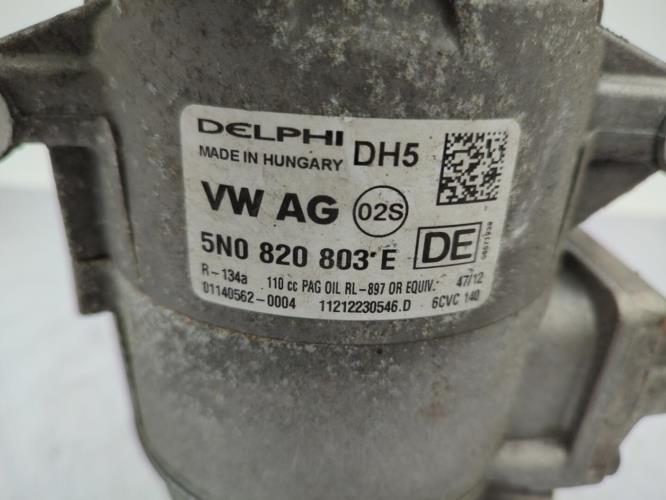 DELPHI DH5
MADE IN HUNGARY
VW AG 02S
5N0 820 803 E DE
R-134a 110 cc PAG OIL RL-897 OR EQUIV. 47/12
01140562-0004 11212230546.D 6CVC 140